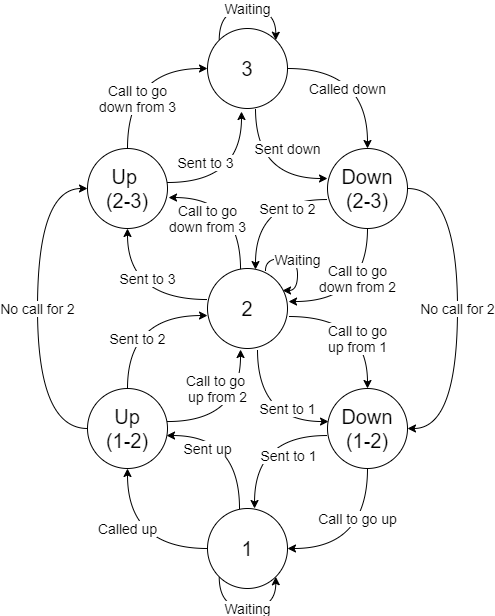 Waiting
3
Call to go
down from 3
Called down
Sent to 3
Sent down
Up
(2-3)
Down
(2-3)
Call to go
down from 3
Sent to 2
Waiting
Sent to 3
Call to go
down from 2
No call for 2
2
No call for 2
Sent to 2
Call to go
up from 1
Call to go
up from 2
Sent to 1
Up
(1-2)
Down
(1-2)
Sent up
Sent to 1
Called up
Call to go up
1
Waiting